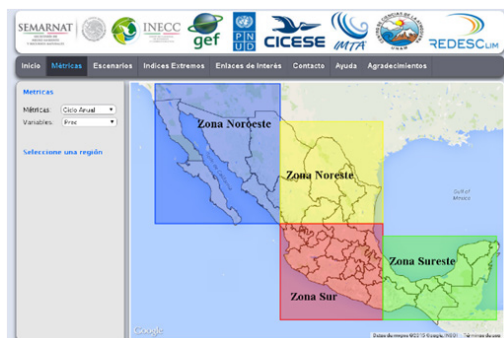 SEMARNAT
INECC
gef
P N
U D
CICESE
IMTA
REDESClim
Inicio Métricas Escenarios Indices Extremos Enlaces de Interés Contacto Ayuda Agradecimientos
Metricas
Métricas: Ciclo Anual
Variables: Prec
Seleccione una región
Zona Noroeste
Zona Noreste
Gulf of
Mexico
Zona Sureste
Zona Sur
Google